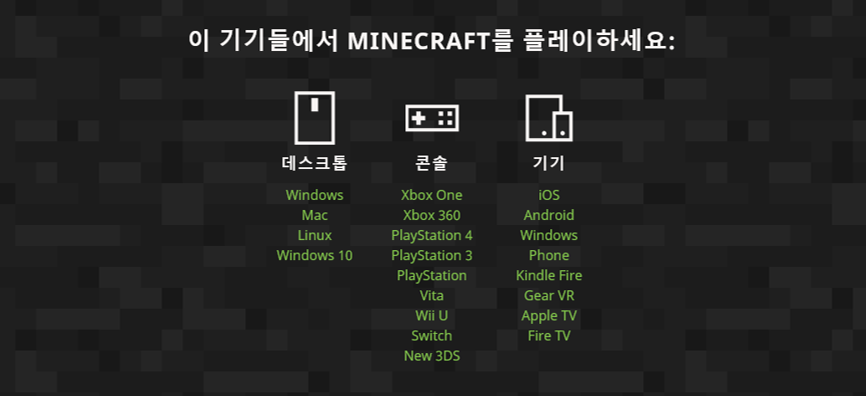 이 기기들에서 MINECRAFT를 플레이하세요:
데스크톱
Windows
Mac
Linux
Windows 10
콘솔
Xbox One
Xbox 360
PlayStation 4
PlayStation 3
PlayStation
Vita
Wii U
Switch
New 3DS
기기
iOS
Android
Windows
Phone
Kindle Fire
Gear VR
Apple TV
Fire TV